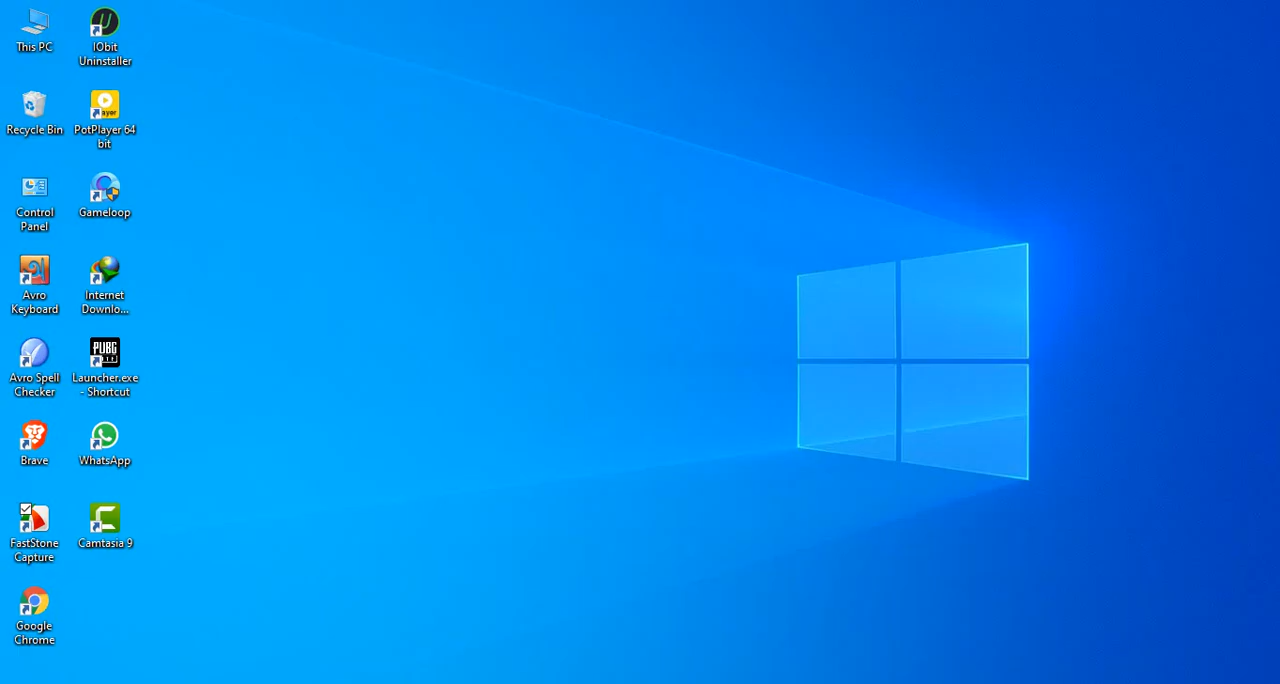 This PC
Recycle Bin
Control
Panel
Avro
Keyboard
Avro Spell
Checker
Brave
FastStone
Capture
Google
Chrome
IObit
Uninstaller
PotPlayer 64
bit
Gameloop
Internet
Downlo...
PUBG
Launcher.exe
- Shortcut
WhatsApp
Camtasia 9